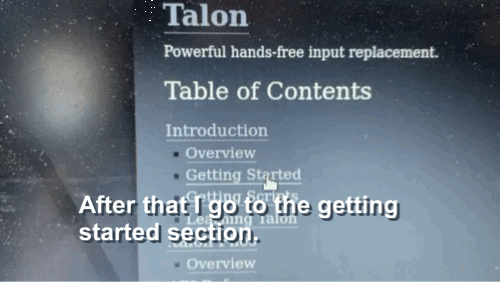 Talon
Powerful hands-free input replacement.
Table of Contents
Introduction
Overview
Getting Started
Getting Scripts
After that I go to the getting
Learning Talon
started section.
Overview